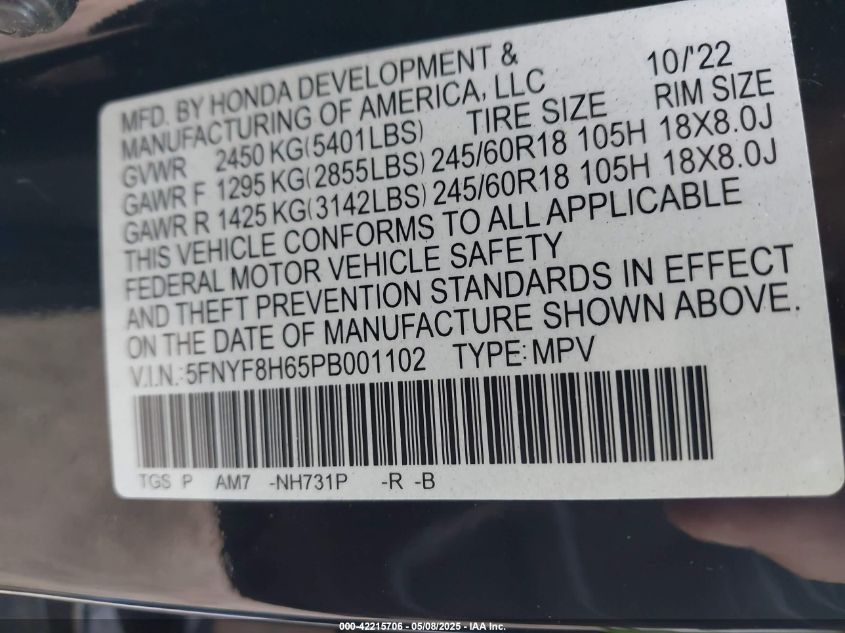 MFD. BY HONDA DEVELOPMENT & 10/'22
MANUFACTURING OF AMERICA, LLC
GVWR 2450 KG(5401LBS) TIRE SIZE RIM SIZE
GAWR F 1295 KG(2855LBS) 245/60R18 105H 18X8.0J
GAWR R 1425 KG(3142LBS) 245/60R18 105H 18X8.0J
THIS VEHICLE CONFORMS TO ALL APPLICABLE
FEDERAL MOTOR VEHICLE SAFETY
AND THEFT PREVENTION STANDARDS IN EFFECT
ON THE DATE OF MANUFACTURE SHOWN ABOVE.
V.I.N.:5FNYF8H65PB001102 TYPE:MPV
TGS P AM7 -NH731P -R -B
000-42215706 - 05/08/2025 - IAA Inc.